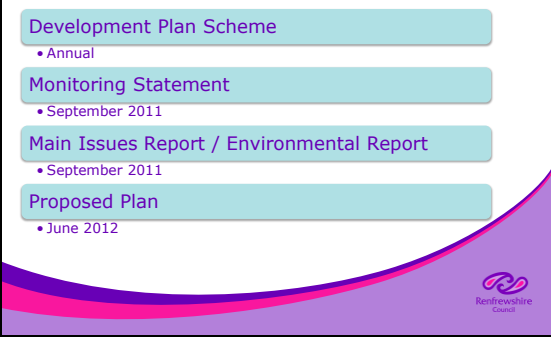 Development Plan Scheme
• Annual
Monitoring Statement
• September 2011
Main Issues Report / Environmental Report
• September 2011
Proposed Plan
• June 2012
Renfrewshire
Council